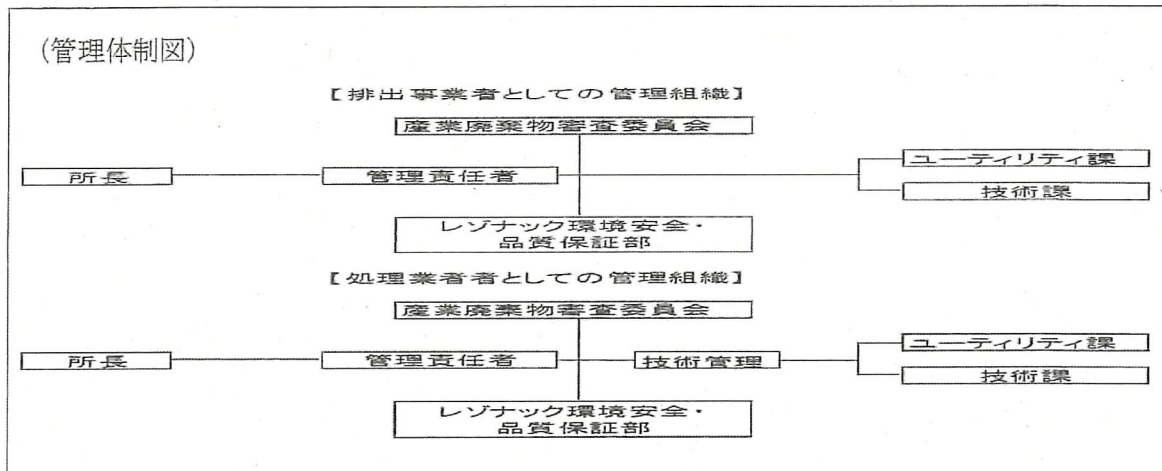 (管理体制図)
【排出事業者としての管理組織】
産業廃棄物審査委員会
所長
管理責任者
ユーティリティ課
技術課
レゾナック環境安全・
品質保証部
【処理業者者としての管理組織】
産業廃棄物審査委員会
所長
管理責任者
技術管理
ユーティリティ課
技術課
レゾナック環境安全・
品質保証部